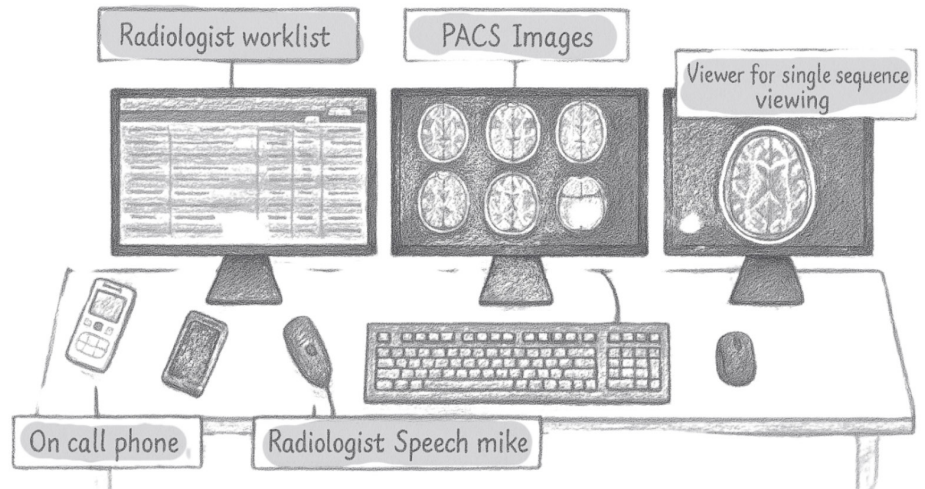 Radiologist worklist
PACS Images
Viewer for single sequence
viewing
On call phone
Radiologist Speech mike